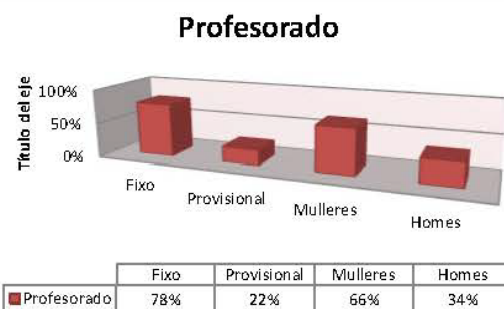 Profesorado
Título del eje
100%
50%
0%
Fixo
Provisional
Mulleres
Homes
Fixo Provisional Mulleres Homes
Profesorado 78% 22% 66% 34%